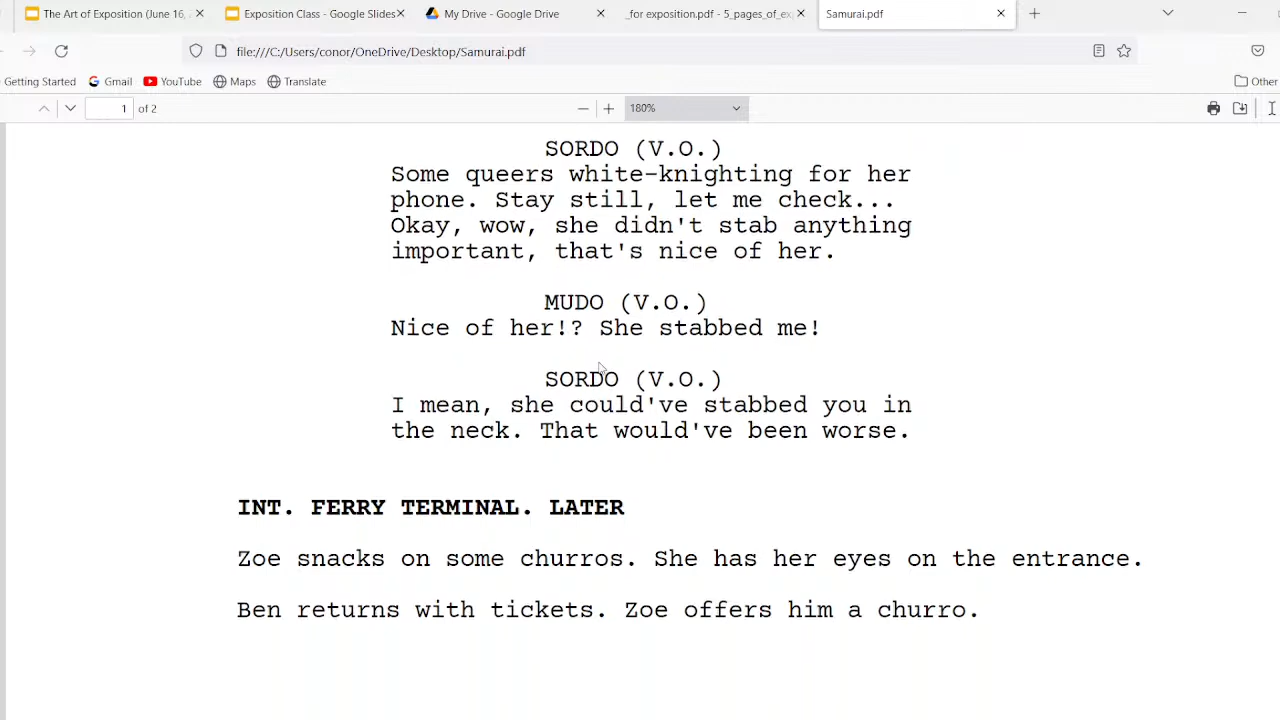 The Art of Exposition (June 16,
Exposition Class - Google Slides
My Drive - Google Drive
_for exposition.pdf - 5_pages_of_ex
Samurai.pdf
file:///C:/Users/conor/OneDrive/Desktop/Samurai.pdf
Getting Started
Gmail
YouTube
Maps
Translate
Other
1 of 2
180%
SORDO (V.O.)
Some queers white-knighting for her
phone. Stay still, let me check...
Okay, wow, she didn't stab anything
important, that's nice of her.
MUDO (V.O.)
Nice of her!? She stabbed me!
SORDO (V.O.)
I mean, she could've stabbed you in
the neck. That would've been worse.
INT. FERRY TERMINAL. LATER
Zoe snacks on some churros. She has her eyes on the entrance.
Ben returns with tickets. Zoe offers him a churro.